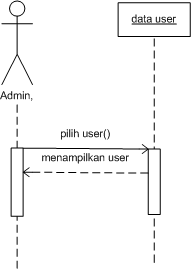 data user
Admin,
pilih user()
menampilkan user